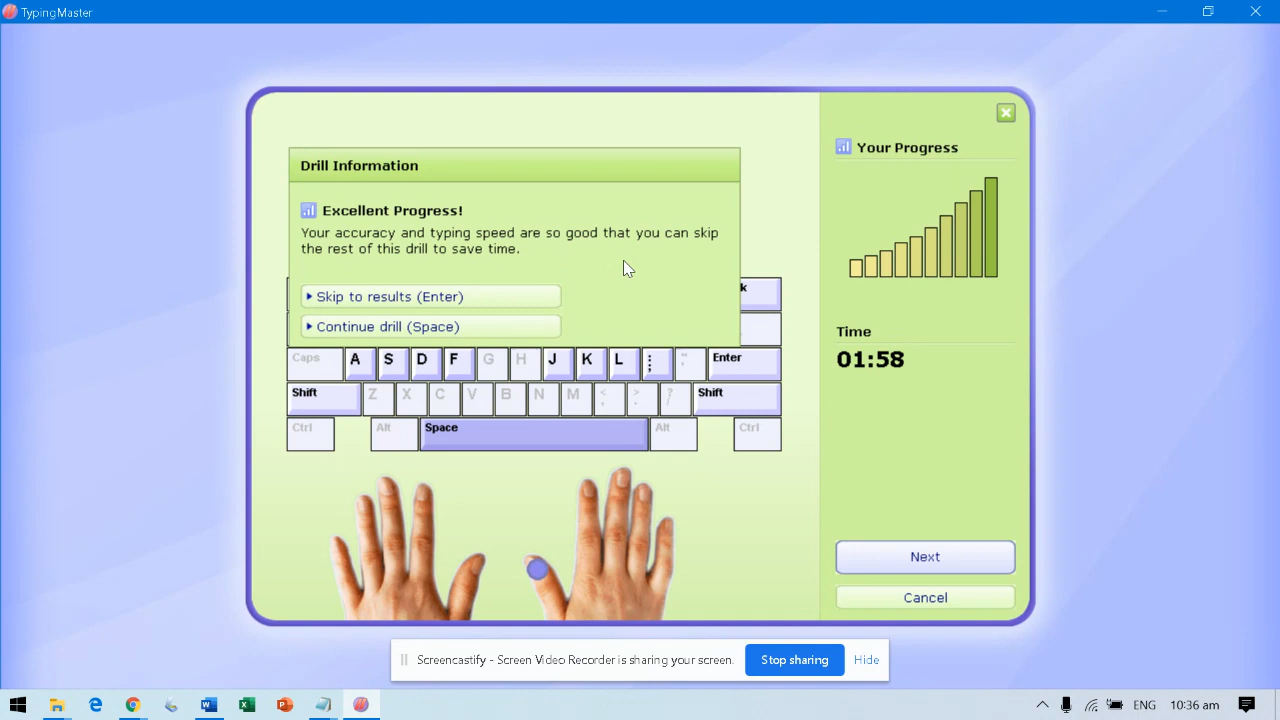 TypingMaster
Drill Information
Excellent Progress!
Your accuracy and typing speed are so good that you can skip
the rest of this drill to save time.
Skip to results (Enter)
Continue drill (Space)
k
Caps A S D F G H J K L ; : " ' Enter
Shift Z X C V B N M < , > . ? / Shift
Ctrl Alt Space Alt Ctrl
Your Progress
Time
01:58
Next
Cancel
Screencastify - Screen Video Recorder is sharing your screen.
Stop sharing
Hide
ENG
10:36 am